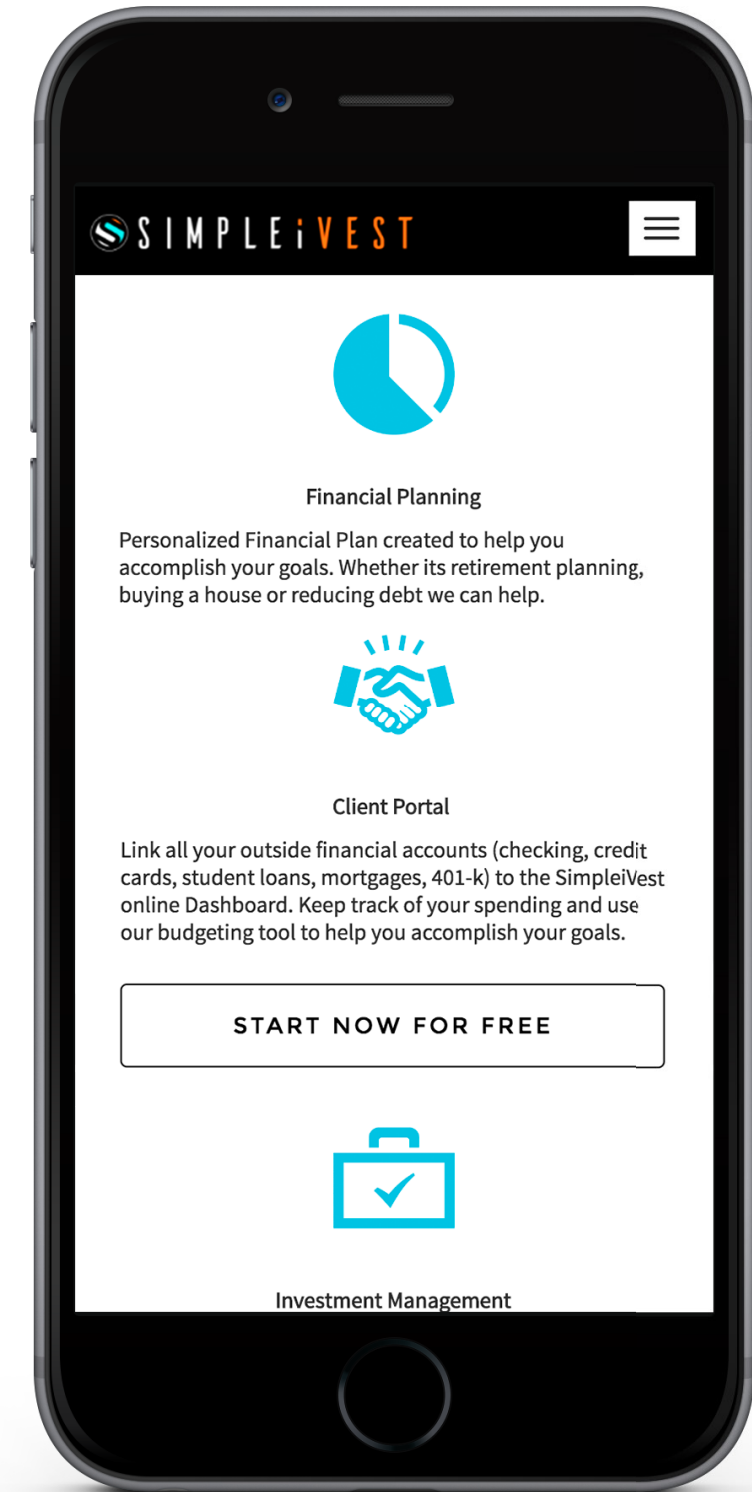 SIMPLEiVEST
Financial Planning
Personalized Financial Plan created to help you
accomplish your goals. Whether its retirement planning,
buying a house or reducing debt we can help.
Client Portal
Link all your outside financial accounts (checking, credit
cards, student loans, mortgages, 401-k) to the SimpleiVest
online Dashboard. Keep track of your spending and use
our budgeting tool to help you accomplish your goals.
START NOW FOR FREE
Investment Management